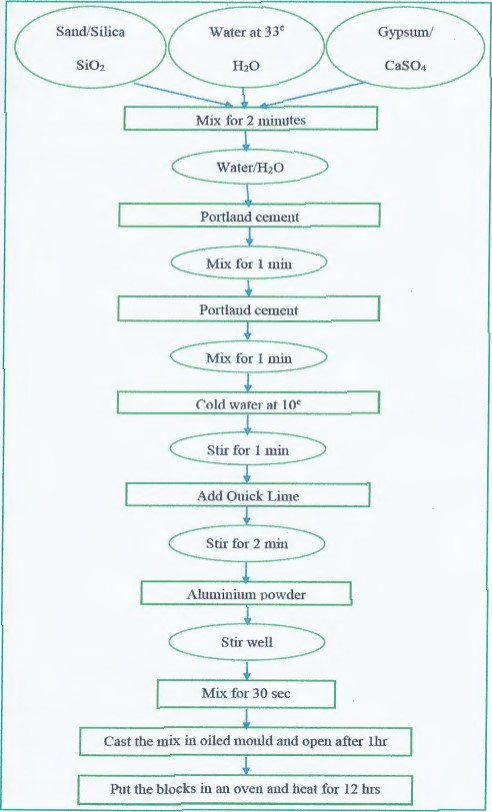 Sand/Silica
SiO₂
Water at 33ᵉ
H₂O
Gypsum/
CaSO₄
Mix for 2 minutes
Water/H₂O
Portland cement
Mix for 1 min
Portland cement
Mix for 1 min
Cold water at 10ᵉ
Stir for 1 min
Add Quick Lime
Stir for 2 min
Aluminium powder
Stir well
Mix for 30 sec
Cast the mix in oiled mould and open after 1hr
Put the blocks in an oven and heat for 12 hrs